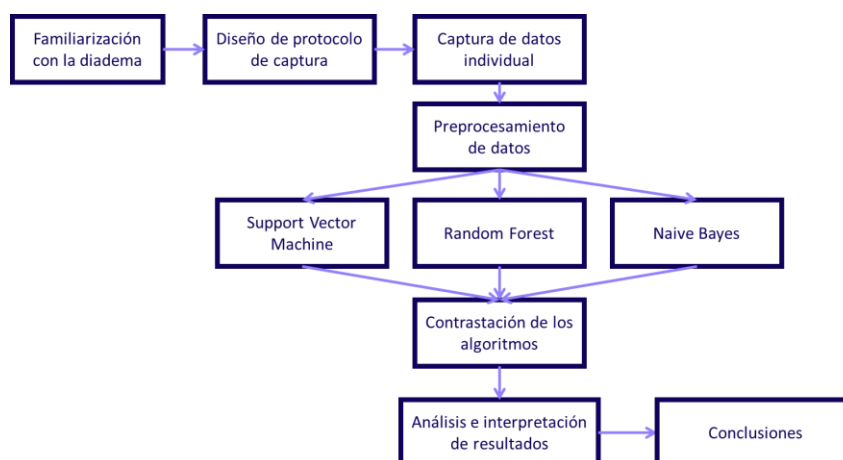 Familiarización
con la diadema
Diseño de protocolo
de captura
Captura de datos
individual
Preprocesamiento
de datos
Support Vector
Machine
Random Forest
Naive Bayes
Contrastación de los
algoritmos
Análisis e interpretación
de resultados
Conclusiones